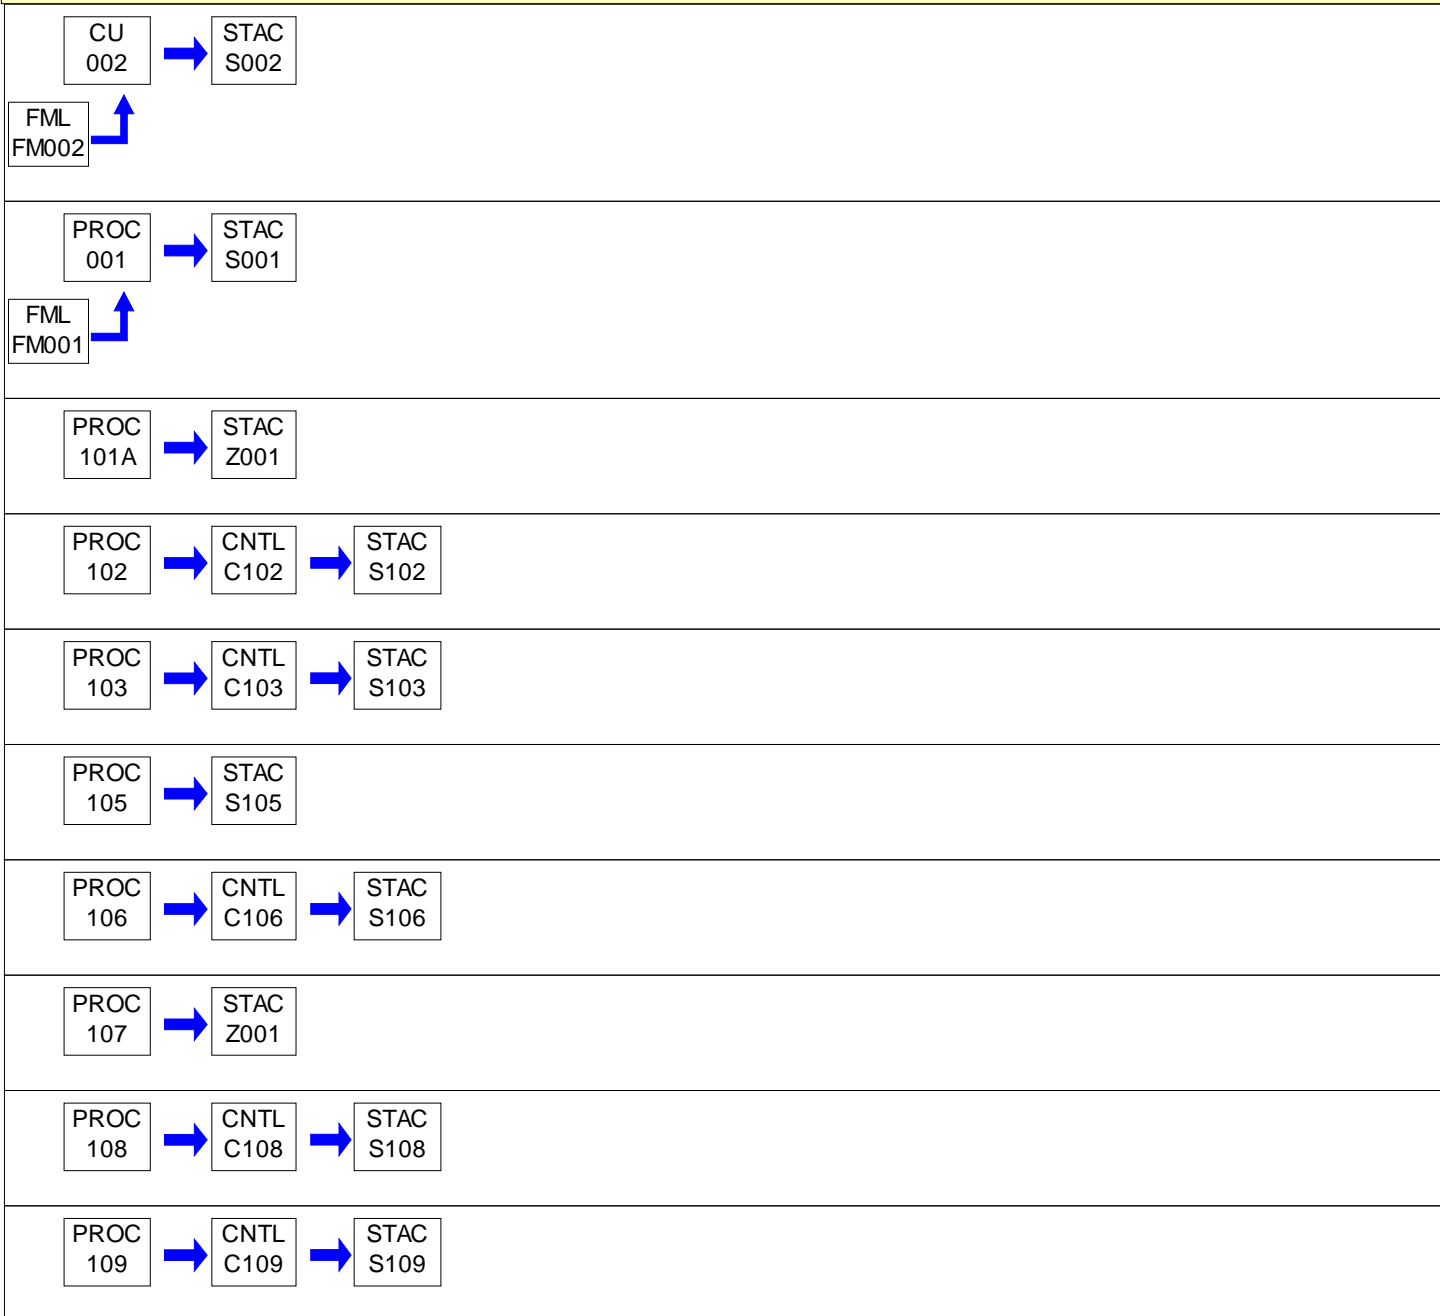 CU
002
STAC
S002
FML
FM002
PROC
001
STAC
S001
FML
FM001
PROC
101A
STAC
Z001
PROC
102
CNTL
C102
STAC
S102
PROC
103
CNTL
C103
STAC
S103
PROC
105
STAC
S105
PROC
106
CNTL
C106
STAC
S106
PROC
107
STAC
Z001
PROC
108
CNTL
C108
STAC
S108
PROC
109
CNTL
C109
STAC
S109